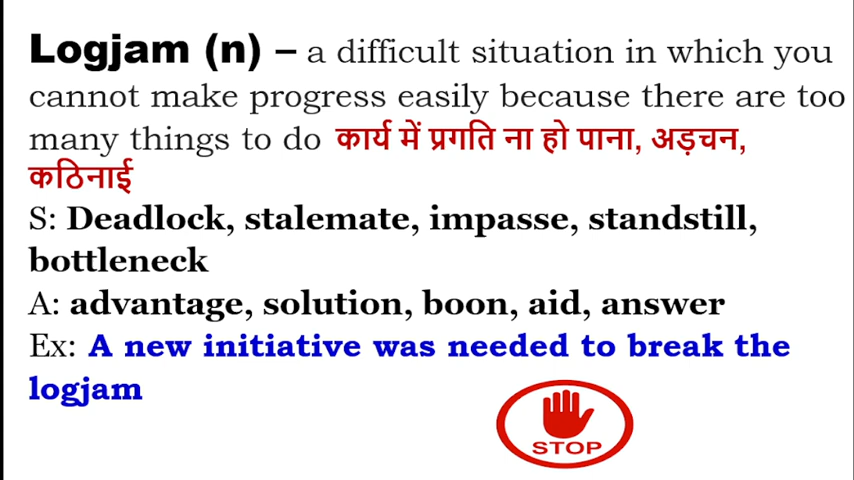 Logjam (n) – a difficult situation in which you
cannot make progress easily because there are too
many things to do कार्य में प्रगति ना हो पाना, अड़चन,
कठिनाई
S: Deadlock, stalemate, impasse, standstill,
bottleneck
A: advantage, solution, boon, aid, answer
Ex: A new initiative was needed to break the
logjam
STOP